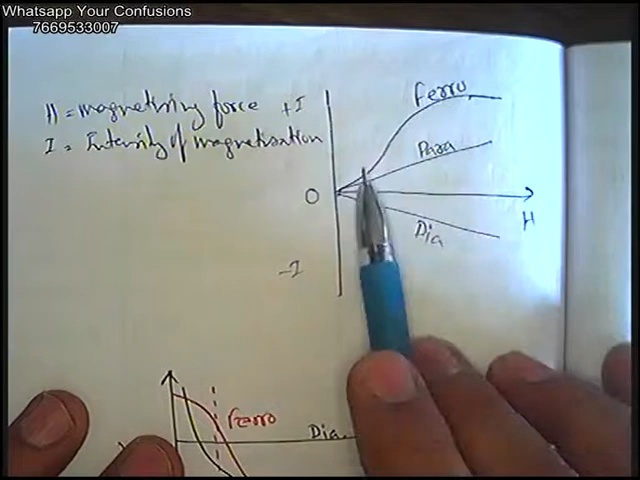 Whatsapp Your Confusions
7669533007
H = magnetising force
I = Intensity of magnetisation
+I
Ferro
Para
O
H
Dia
-I
Ferro
Dia.